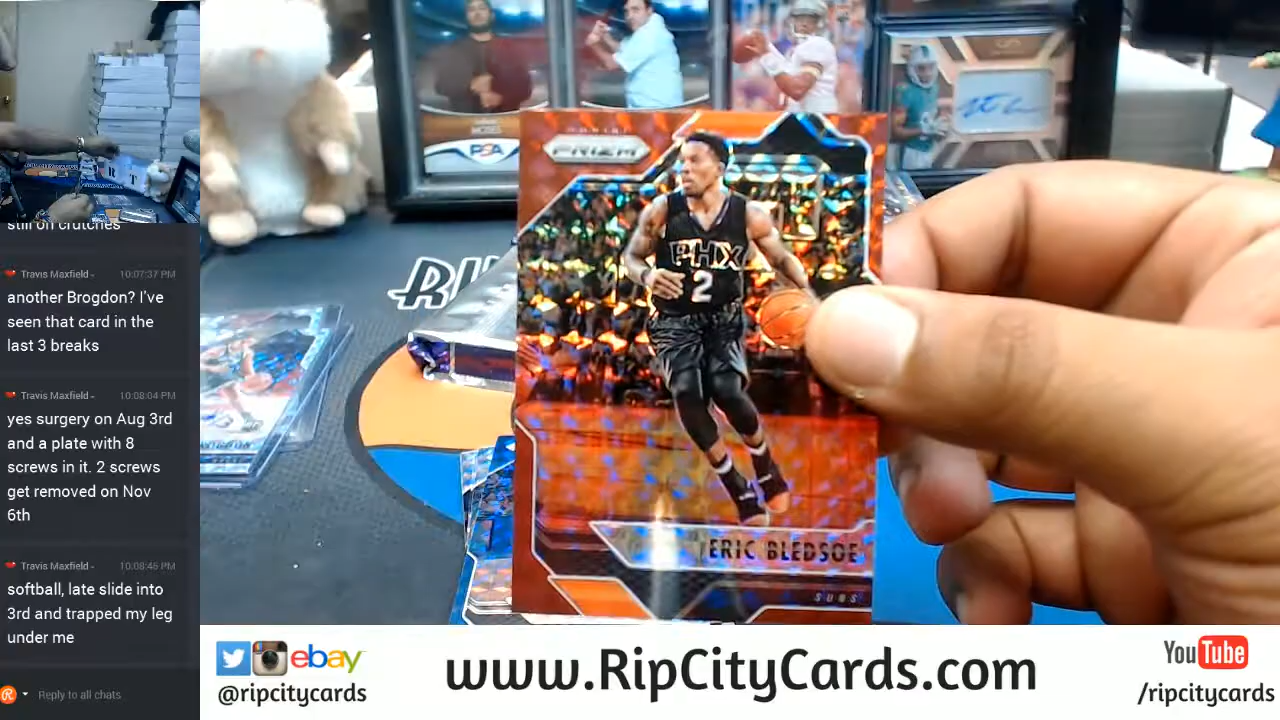 still on crutches
Travis Maxfield - 10:07:37 PM
another Brogdon? I've
seen that card in the
last 3 breaks
Travis Maxfield - 10:08:04 PM
yes surgery on Aug 3rd
and a plate with 8
screws in it. 2 screws
get removed on Nov
6th
Travis Maxfield - 10:08:45 PM
softball, late slide into
3rd and trapped my leg
under me
Reply to all chats
PSA
PANINI
PRIZM
PHX
2
ERIC BLEDSOE
SUNS
ebay
@ripcitycards
www.RipCityCards.com
YouTube
/ripcitycards